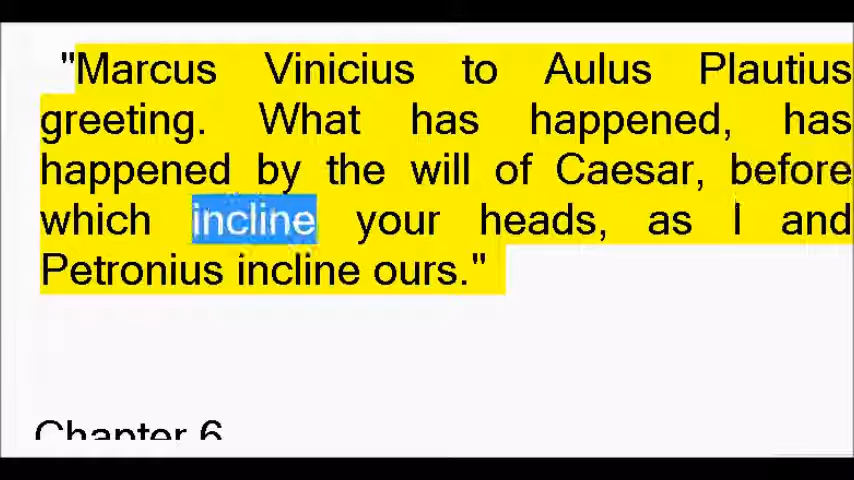 "Marcus Vinicius to Aulus Plautius
greeting. What has happened, has
happened by the will of Caesar, before
which incline your heads, as I and
Petronius incline ours."
Chapter 6